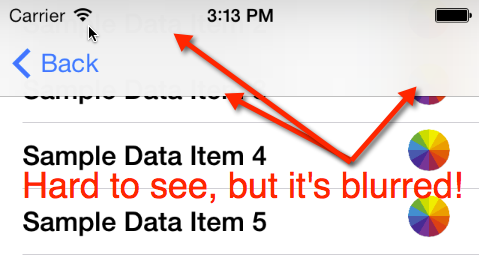 Carrier 3:13 PM
Back
Sample Data Item
Sample Data Item 4
Hard to see, but it's blurred!
Sample Data Item 5